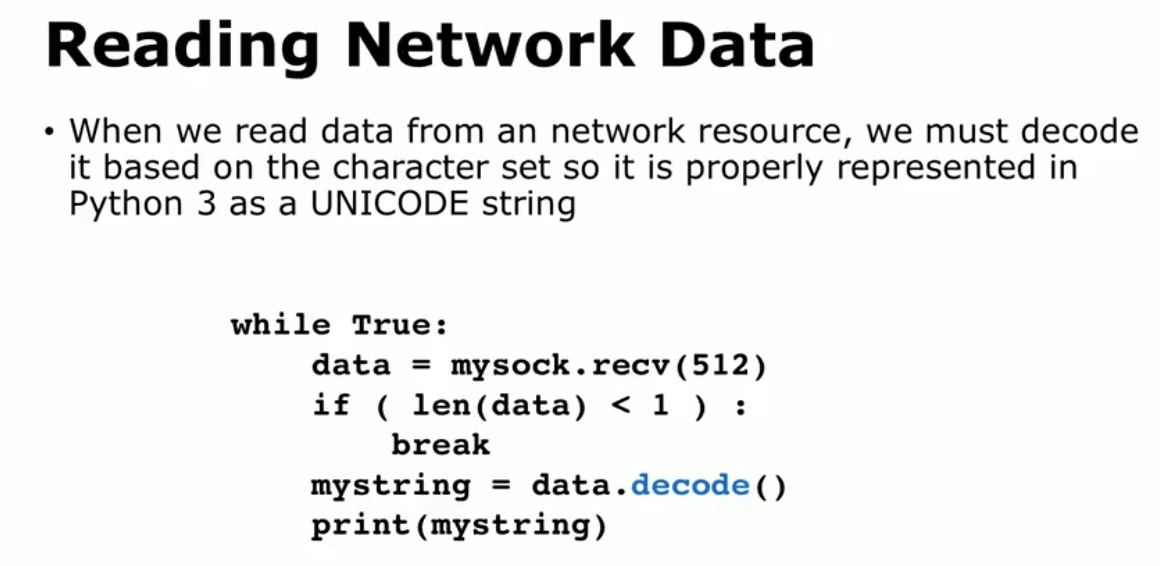 Reading Network Data
• When we read data from an network resource, we must decode
it based on the character set so it is properly represented in
Python 3 as a UNICODE string
while True:
    data = mysock.recv(512)
    if ( len(data) < 1 ) :
        break
    mystring = data.decode()
    print(mystring)